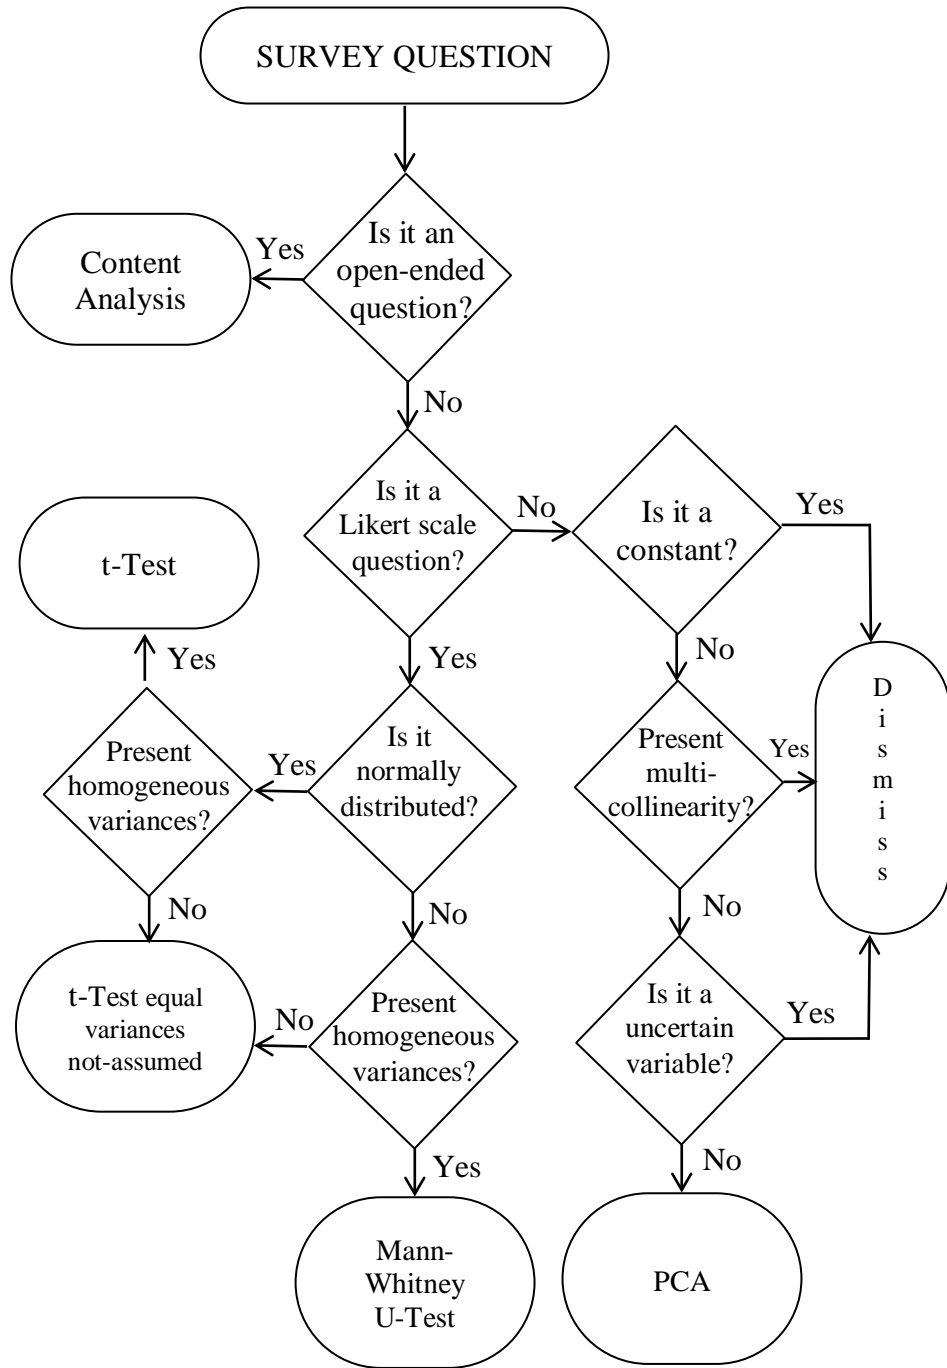 SURVEY QUESTION
Is it an
open-ended
question?
Yes
Content
Analysis
No
Is it a
Likert scale
question?
No
Is it a
constant?
Yes
t-Test
Yes
Yes
No
D
i
s
m
i
s
s
Present
homogeneous
variances?
Yes
Is it
normally
distributed?
Present
multi-
collinearity?
Yes
No
No
No
t-Test equal
variances
not-assumed
No
Present
homogeneous
variances?
Is it a
uncertain
variable?
Yes
Yes
No
Mann-
Whitney
U-Test
PCA